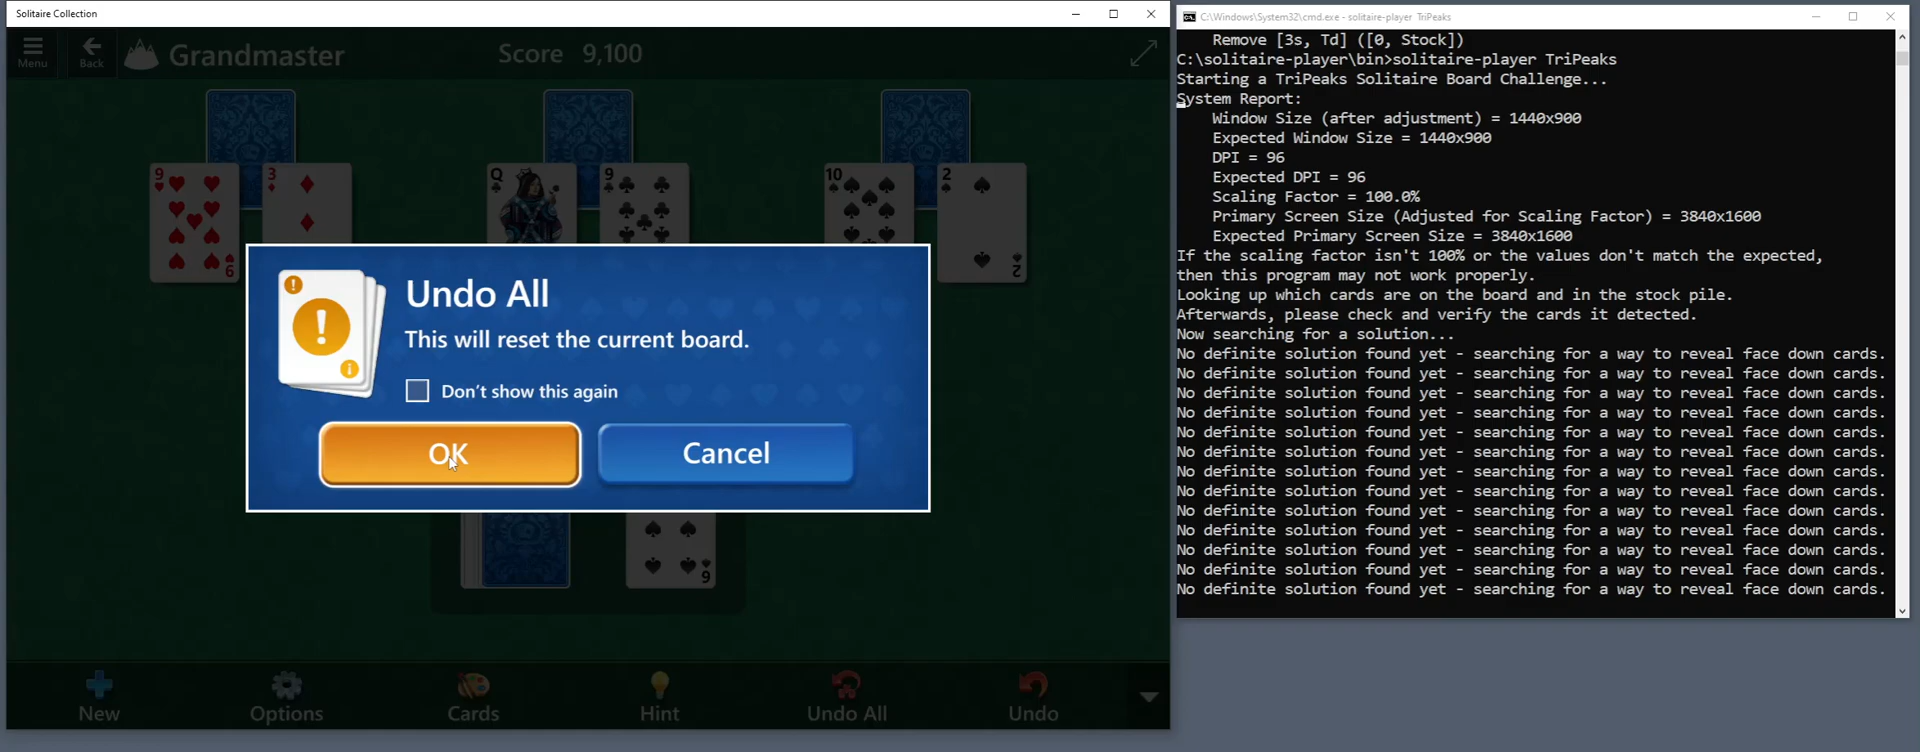 Solitaire Collection
Menu
Back
Grandmaster
Score 9,100
9
3
Q
9
10
2
9
2
Undo All
This will reset the current board.
Don't show this again
OK
Cancel
6
New
Options
Cards
Hint
Undo All
Undo
C:\Windows\System32\cmd.exe - solitaire-player TriPeaks
Remove [3s, Td] ([0, Stock])
C:\solitaire-player\bin>solitaire-player TriPeaks
Starting a TriPeaks Solitaire Board Challenge...
System Report:
Window Size (after adjustment) = 1440x900
Expected Window Size = 1440x900
DPI = 96
Expected DPI = 96
Scaling Factor = 100.0%
Primary Screen Size (Adjusted for Scaling Factor) = 3840x1600
Expected Primary Screen Size = 3840x1600
If the scaling factor isn't 100% or the values don't match the expected,
then this program may not work properly.
Looking up which cards are on the board and in the stock pile.
Afterwards, please check and verify the cards it detected.
Now searching for a solution...
No definite solution found yet - searching for a way to reveal face down cards.
No definite solution found yet - searching for a way to reveal face down cards.
No definite solution found yet - searching for a way to reveal face down cards.
No definite solution found yet - searching for a way to reveal face down cards.
No definite solution found yet - searching for a way to reveal face down cards.
No definite solution found yet - searching for a way to reveal face down cards.
No definite solution found yet - searching for a way to reveal face down cards.
No definite solution found yet - searching for a way to reveal face down cards.
No definite solution found yet - searching for a way to reveal face down cards.
No definite solution found yet - searching for a way to reveal face down cards.
No definite solution found yet - searching for a way to reveal face down cards.
No definite solution found yet - searching for a way to reveal face down cards.
No definite solution found yet - searching for a way to reveal face down cards.